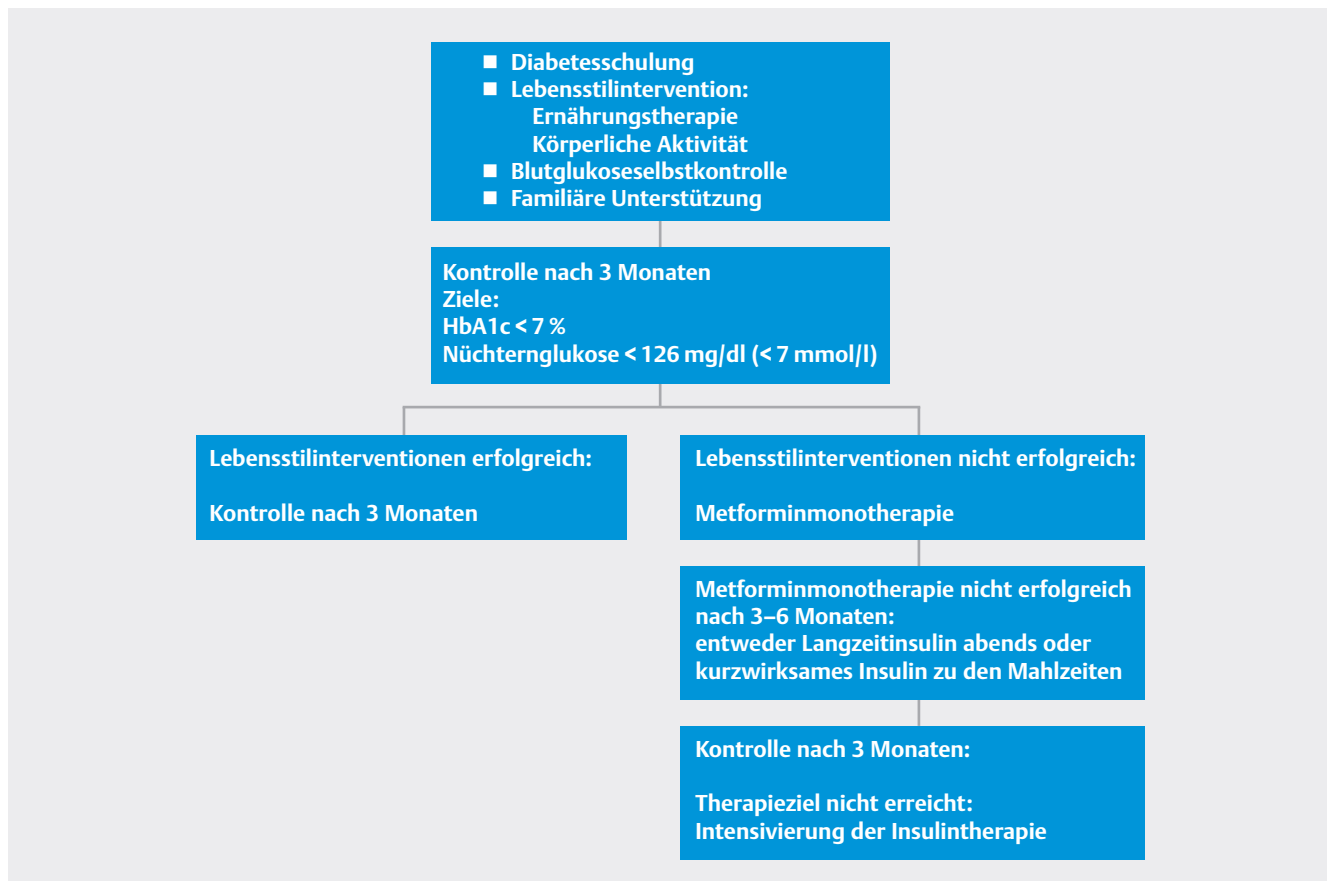 ■ Diabetesschulung
■ Lebensstilintervention:
Ernährungstherapie
Körperliche Aktivität
■ Blutglukoseselbstkontrolle
■ Familiäre Unterstützung
Kontrolle nach 3 Monaten
Ziele:
HbA1c < 7 %
Nüchternglukose < 126 mg/dl (< 7 mmol/l)
Lebensstilinterventionen erfolgreich:
Kontrolle nach 3 Monaten
Lebensstilinterventionen nicht erfolgreich:
Metforminmonotherapie
Metforminmonotherapie nicht erfolgreich
nach 3–6 Monaten:
entweder Langzeitinsulin abends oder
kurzwirksames Insulin zu den Mahlzeiten
Kontrolle nach 3 Monaten:
Therapieziel nicht erreicht:
Intensivierung der Insulintherapie